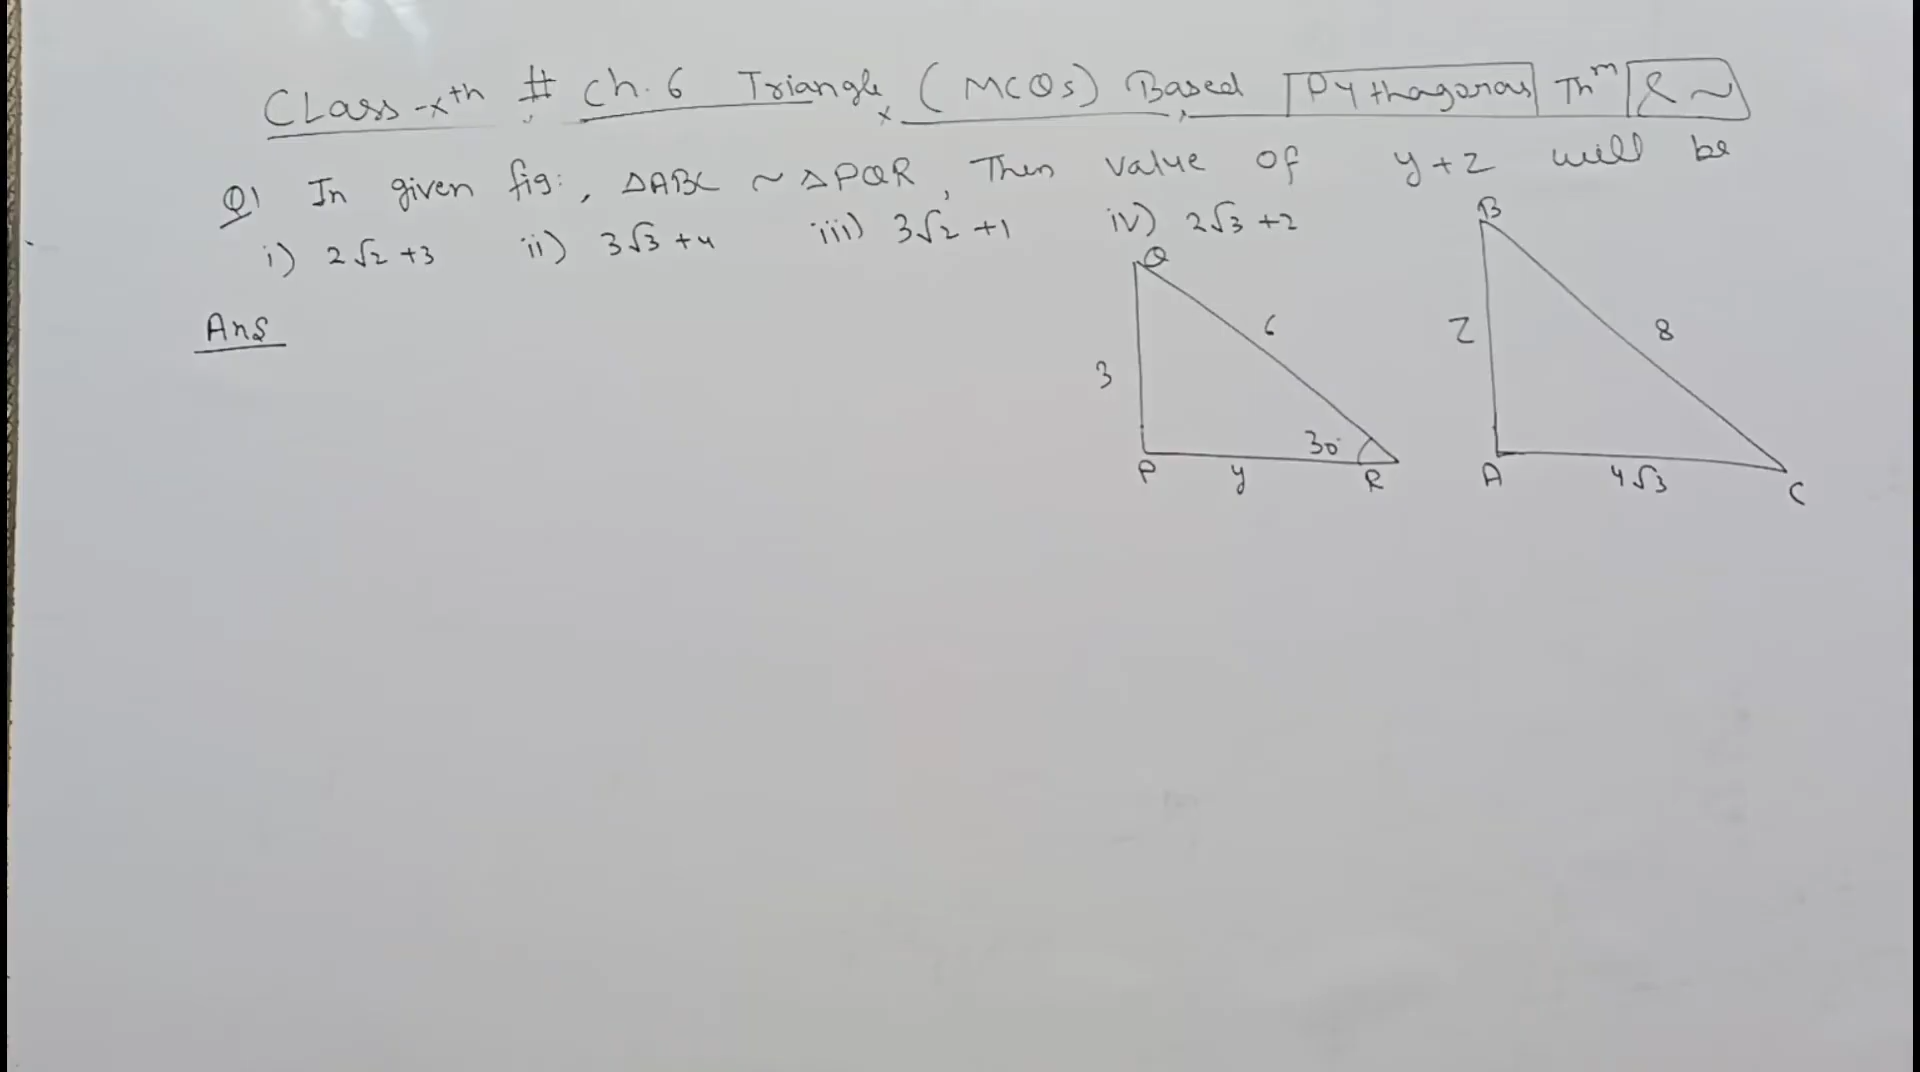 CLass -xth # Ch. 6 Triangle (MCQs) Based Pythagoras Thm & ~
Q1 In given fig:, △ABC ~ △PQR, Then value of y+z will be
i) 2√2 +3 ii) 3√3 +4 iii) 3√2 +1 iv) 2√3 +2
Ans
Q
3
6
30°
P
y
R
B
Z
8
A
4√3
C